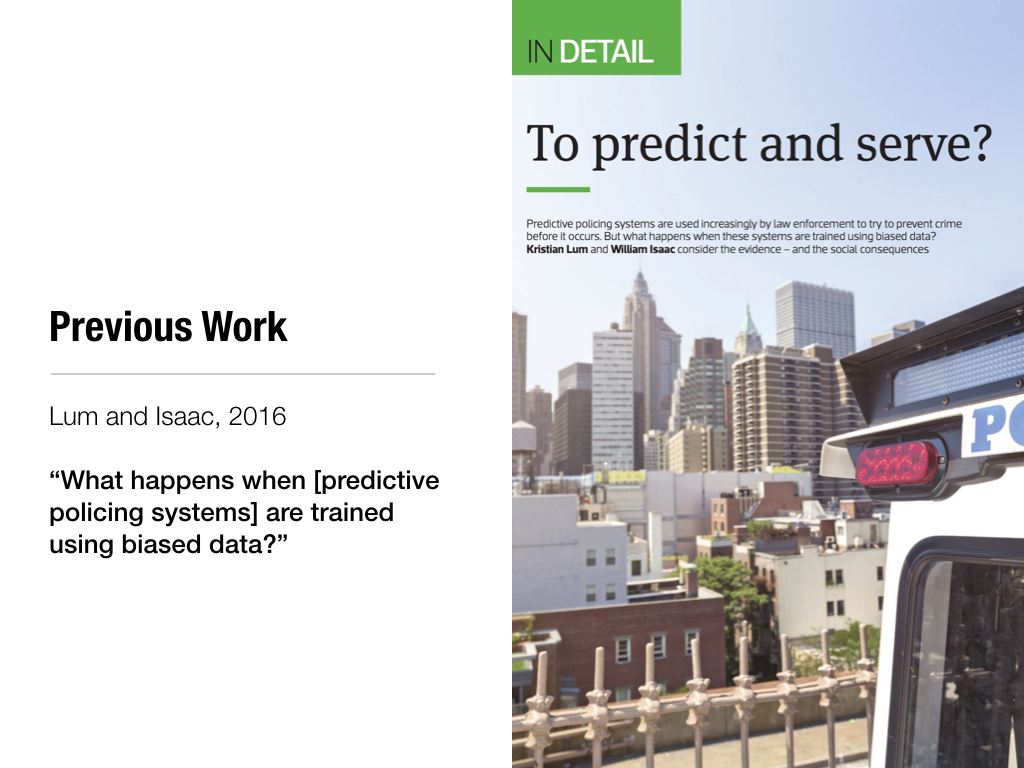 Previous Work
Lum and Isaac, 2016
“What happens when [predictive
policing systems] are trained
using biased data?”
IN DETAIL
To predict and serve?
Predictive policing systems are used increasingly by law enforcement to try to prevent crime
before it occurs. But what happens when these systems are trained using biased data?
Kristian Lum and William Isaac consider the evidence – and the social consequences